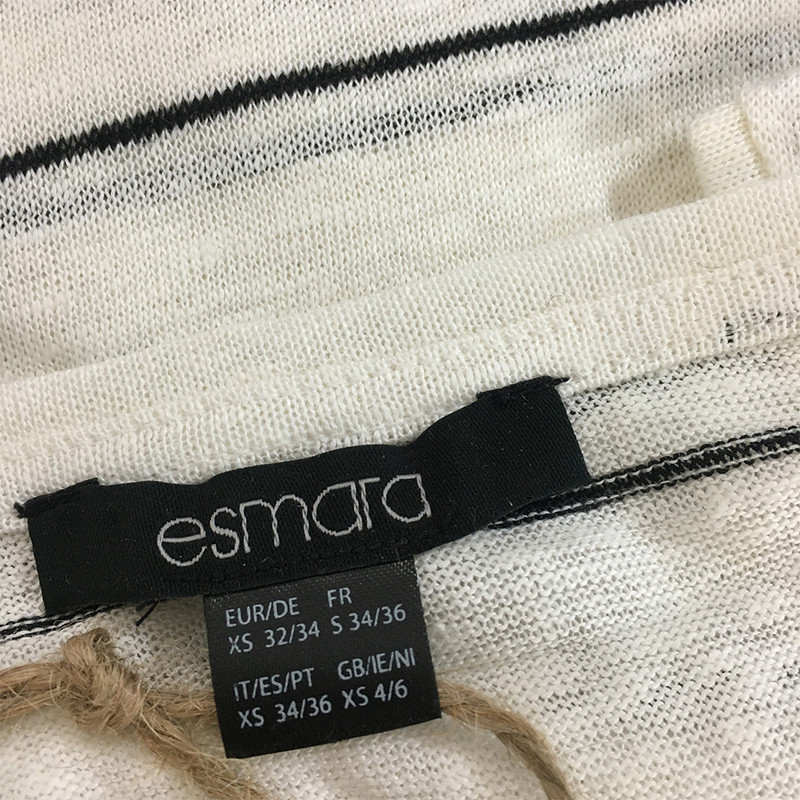 esmara
EUR/DE FR
XS 32/34 S 34/36
IT/ES/PT GB/IE/NI
XS 34/36 XS 4/6